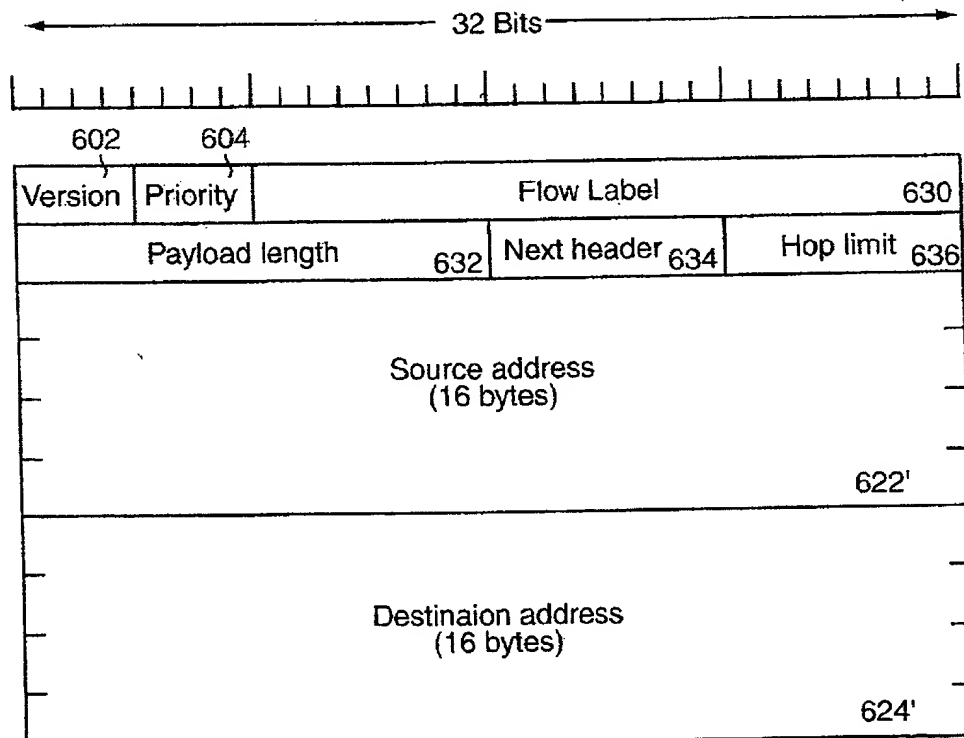 32 Bits
602 604
Version Priority Flow Label 630
Payload length 632 Next header 634 Hop limit 636
Source address
(16 bytes)
622'
Destinaion address
(16 bytes)
624'